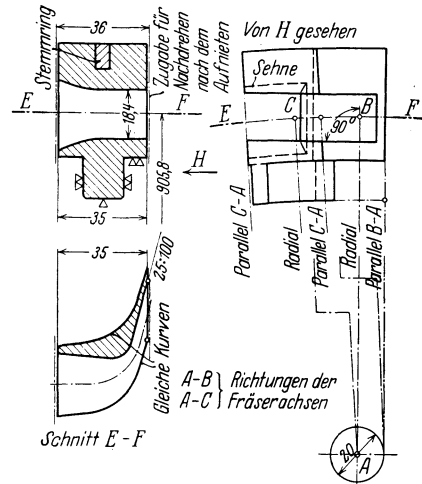 36
Stemmring
Zugabe für
Nachdrehen
nach dem
Aufnieten
E
F
18,4
905,8
H
35
Von H gesehen
Sehne
E
C
B
F
90°
Parallel C-A
Radial
Parallel C-A
Radial
Parallel B-A
35
25:100
Gleiche Kurven
A-B
A-C
Richtungen der
Fräserachsen
Schnitt E-F
20
A